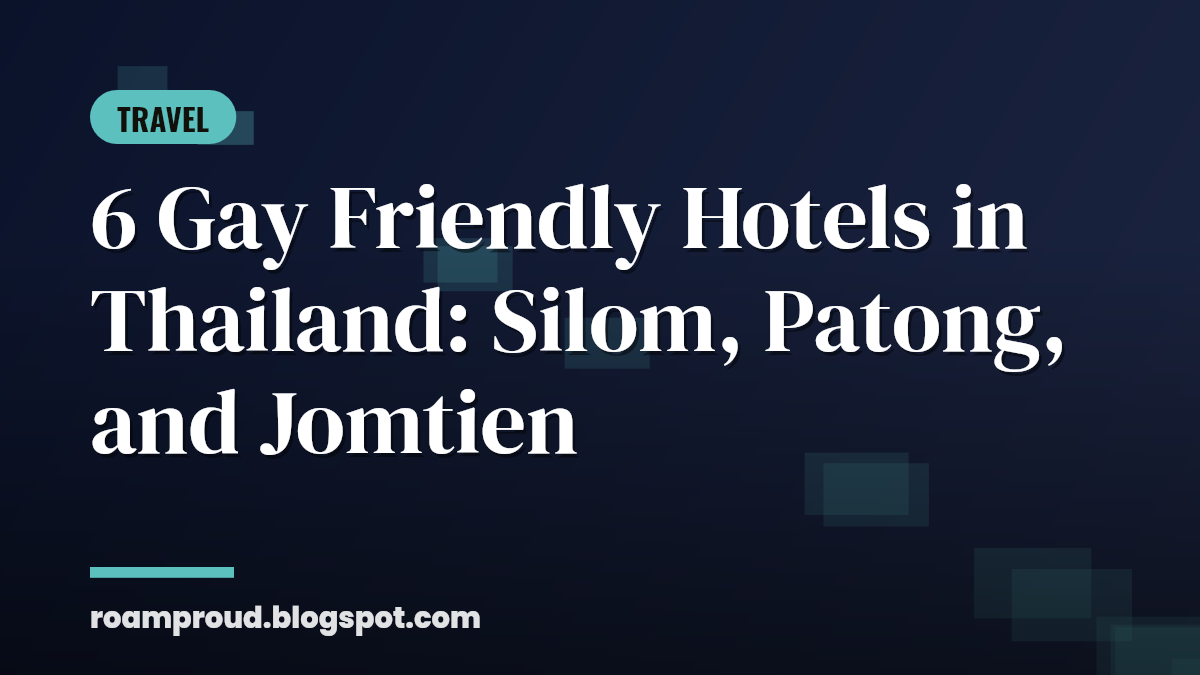 TRAVEL
6 Gay Friendly Hotels in
Thailand: Silom, Patong,
and Jomtien
roamproud.blogspot.com